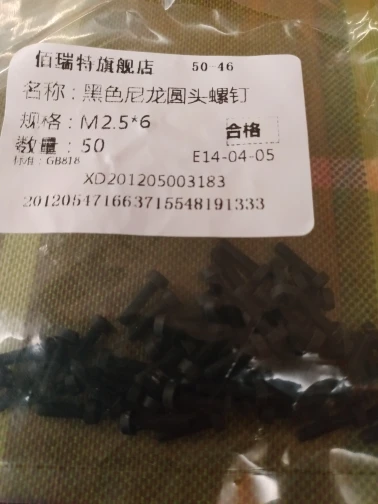 佰瑞特旗舰店 50-46
名称：黑色尼龙圆头螺钉
规格：M2.5*6
数量：50 合格
标准：GB818 E14-04-05
XD201205003183
201205471663715548191333